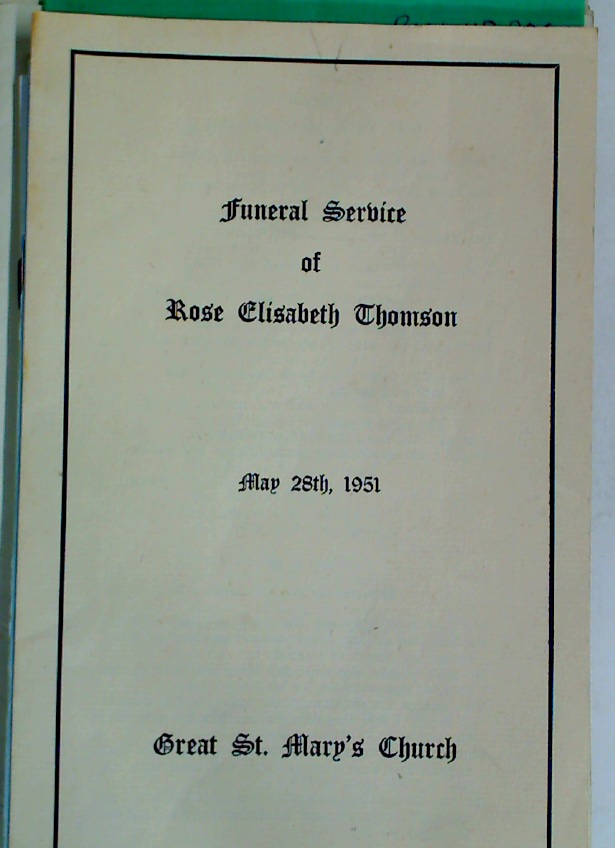 Funeral Service
of
Rose Elisabeth Thomson
May 28th, 1951
Great St. Mary's Church